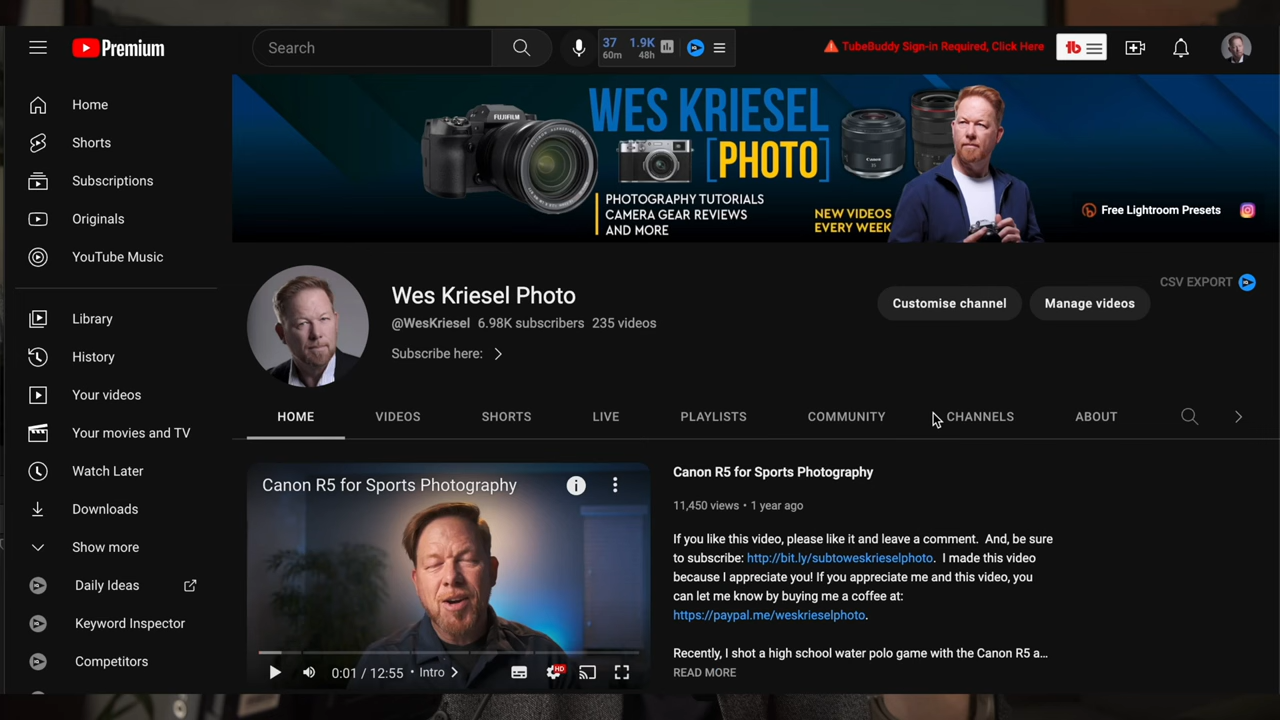 Premium
Search
37
60m
1.9K
48h
TubeBuddy Sign-in Required, Click Here
tb
Home
Shorts
Subscriptions
Originals
YouTube Music
Library
History
Your videos
Your movies and TV
Watch Later
Downloads
Show more
Daily Ideas
Keyword Inspector
Competitors
FUJIFILM
WES KRIESEL
[PHOTO]
PHOTOGRAPHY TUTORIALS
CAMERA GEAR REVIEWS
AND MORE
NEW VIDEOS
EVERY WEEK
Canon
Free Lightroom Presets
CSV EXPORT
Wes Kriesel Photo
@WesKriesel 6.98K subscribers 235 videos
Subscribe here:
Customise channel
Manage videos
HOME
VIDEOS
SHORTS
LIVE
PLAYLISTS
COMMUNITY
CHANNELS
ABOUT
Canon R5 for Sports Photography
0:01 / 12:55 • Intro
HD
Canon R5 for Sports Photography
11,450 views • 1 year ago
If you like this video, please like it and leave a comment. And, be sure
to subscribe: http://bit.ly/subtoweskrieselphoto. I made this video
because I appreciate you! If you appreciate me and this video, you
can let me know by buying me a coffee at:
https://paypal.me/weskrieselphoto.
Recently, I shot a high school water polo game with the Canon R5 a...
READ MORE